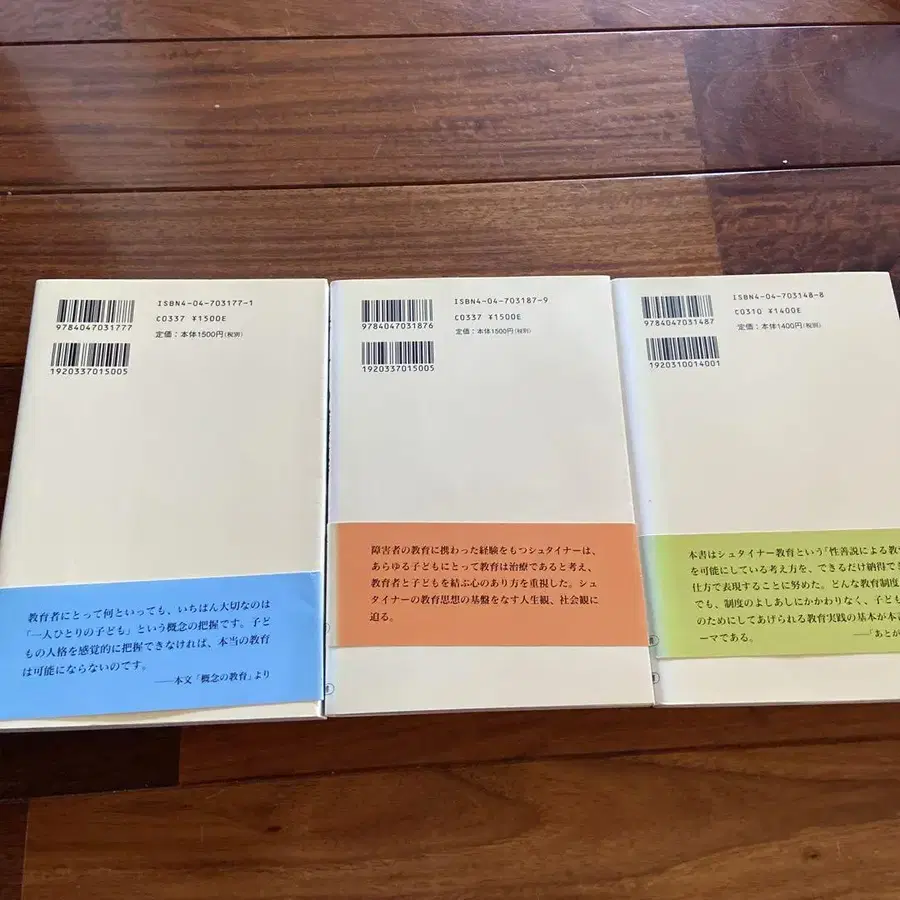 ISBN4-04-703177-1
C0337 ¥1500E
定価：本体1500円(税別)
9784047031777
1920337015005
教育者にとって何といっても、いちばん大切なのは
「一人ひとりの子ども」という概念の把握です。子ど
もの人格を感覚的に把握できなければ、本当の教育
は可能にならないのです。
――本文「概念の教育」より
ISBN4-04-703187-9
C0337 ¥1500E
定価：本体1500円(税別)
9784047031876
1920337015005
障害者の教育に携わった経験をもつシュタイナーは、
あらゆる子どもにとって教育は治療であると考え、
教育者と子どもを結ぶ心のあり方を重視した。シュ
タイナーの教育思想の基盤をなす人生観、社会観に
迫る。
ISBN4-04-703148-8
C0310 ¥1400E
定価：本体1400円(税別)
9784047031487
1920310014001
本書はシュタイナー教育という「性善説による教
を可能にしている考え方を、できるだけ納得でき
仕方で表現することに努めた。どんな教育制度
でも、制度のよしあしにかかわりなく、子ども
のためにしてあげられる教育実践の基本が本
ーマである。
――「あとが